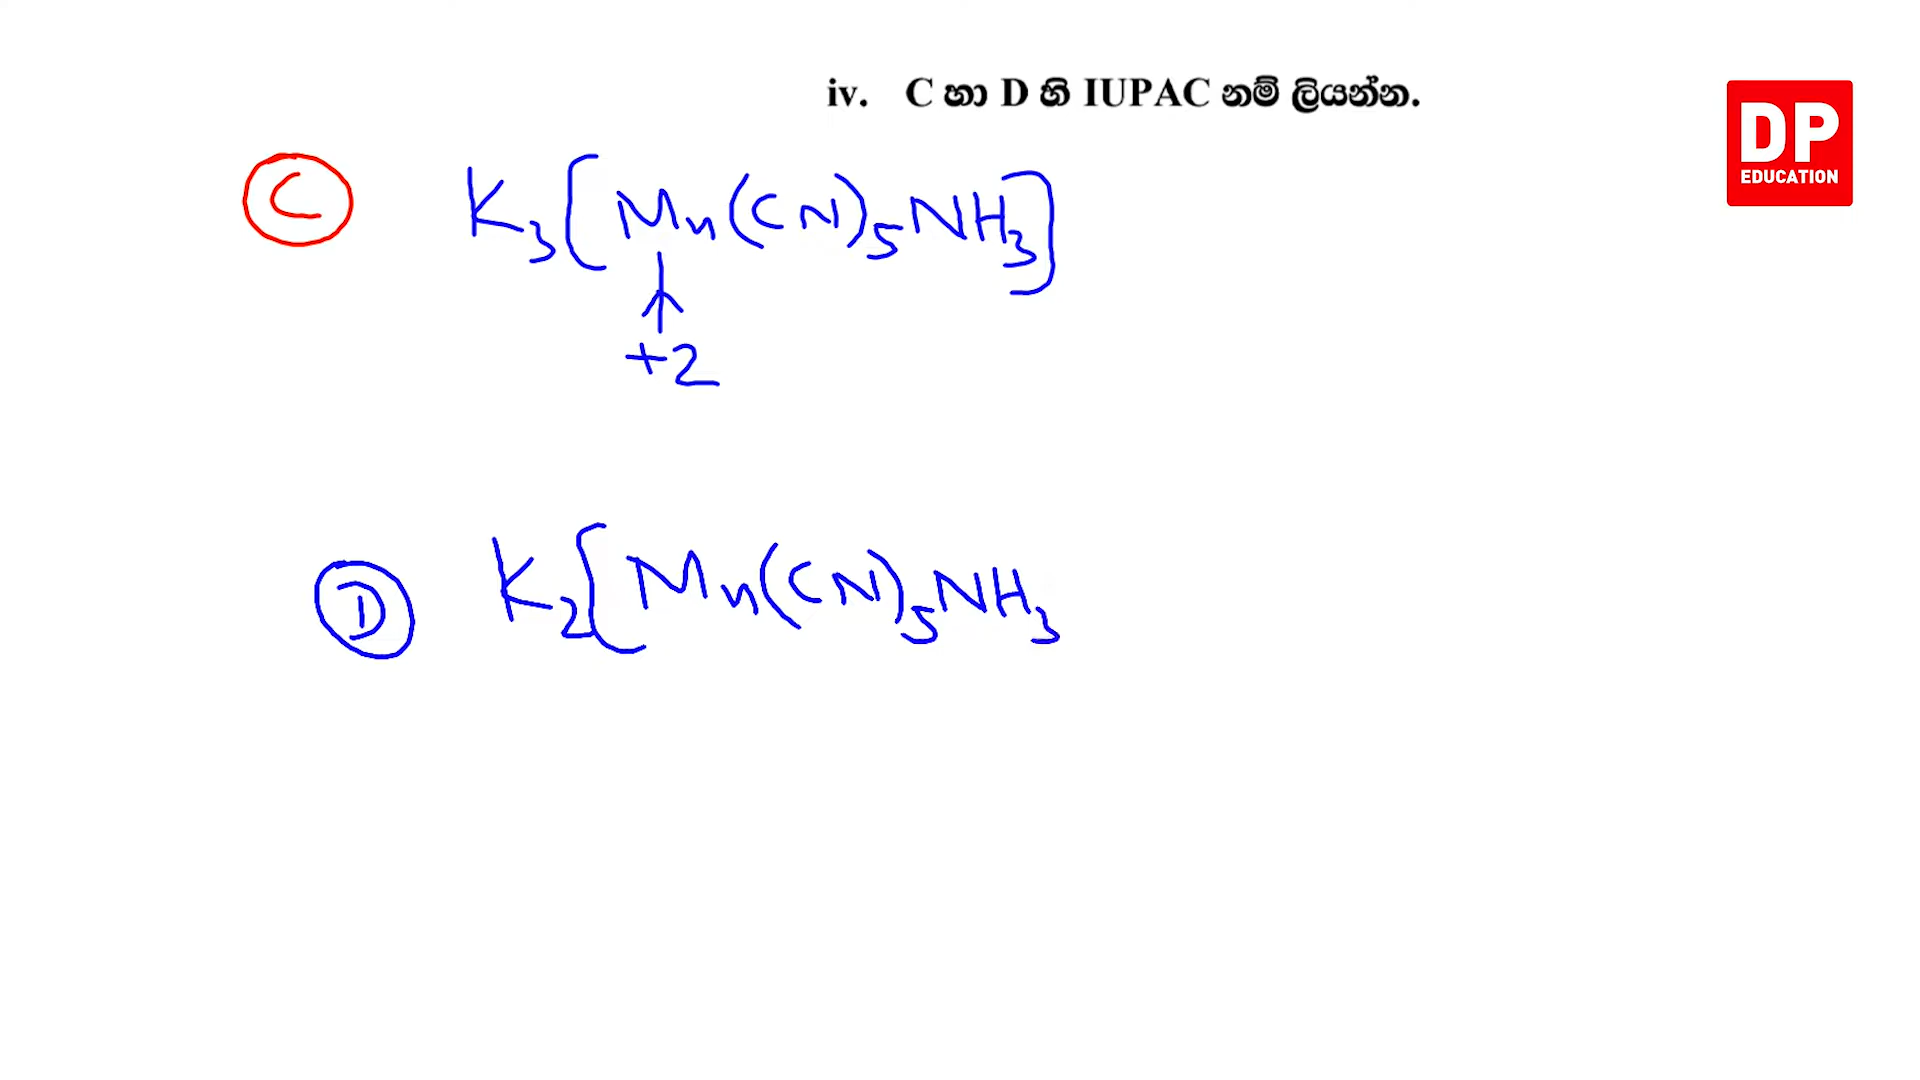 iv. C හා D හි IUPAC නම් ලියන්න.
DP
EDUCATION
C K₃[Mn(CN)₅NH₃]
+2
D K₂[Mn(CN)₅NH₃